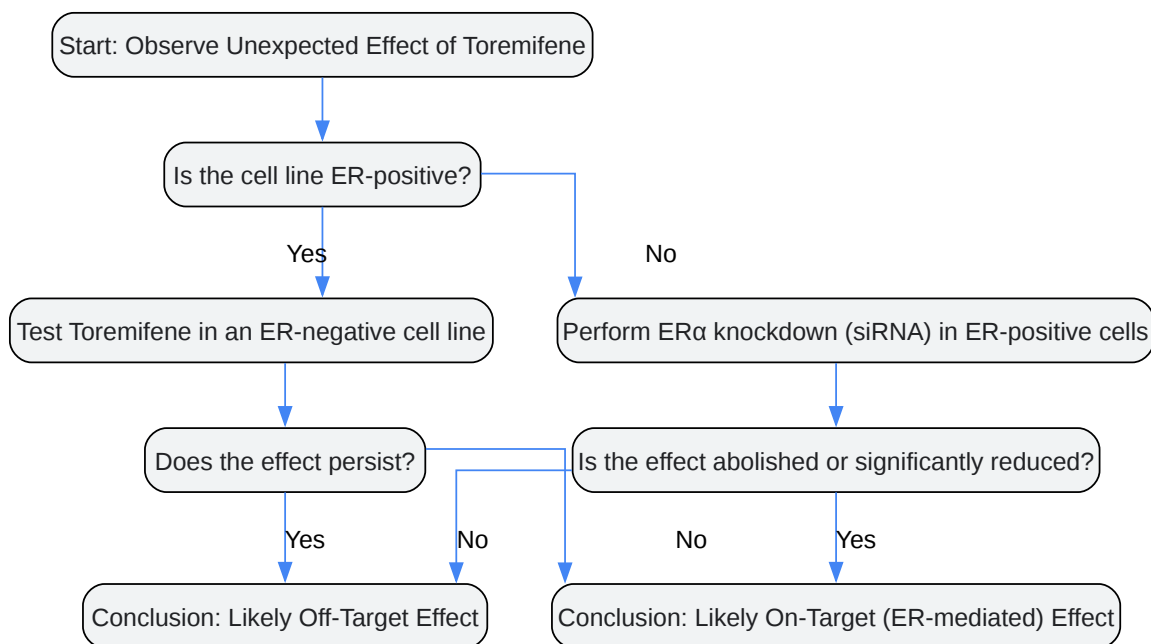 Start: Observe Unexpected Effect of Toremifene
Is the cell line ER-positive?
Yes
No
Test Toremifene in an ER-negative cell line
Perform ERα knockdown (siRNA) in ER-positive cells
Does the effect persist?
Is the effect abolished or significantly reduced?
Yes
No
No
Yes
Conclusion: Likely Off-Target Effect
Conclusion: Likely On-Target (ER-mediated) Effect